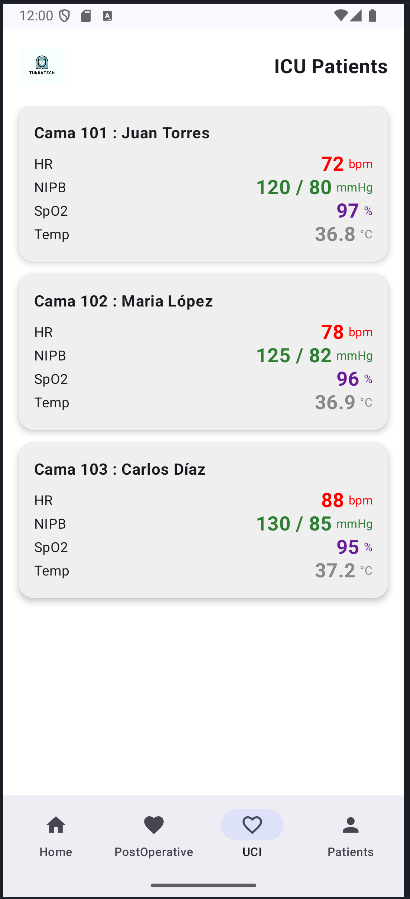 12:00
ICU Patients
Cama 101 : Juan Torres
HR 72 bpm
NIPB 120 / 80 mmHg
SpO2 97 %
Temp 36.8 °C
Cama 102 : Maria López
HR 78 bpm
NIPB 125 / 82 mmHg
SpO2 96 %
Temp 36.9 °C
Cama 103 : Carlos Díaz
HR 88 bpm
NIPB 130 / 85 mmHg
SpO2 95 %
Temp 37.2 °C
Home PostOperative UCI Patients